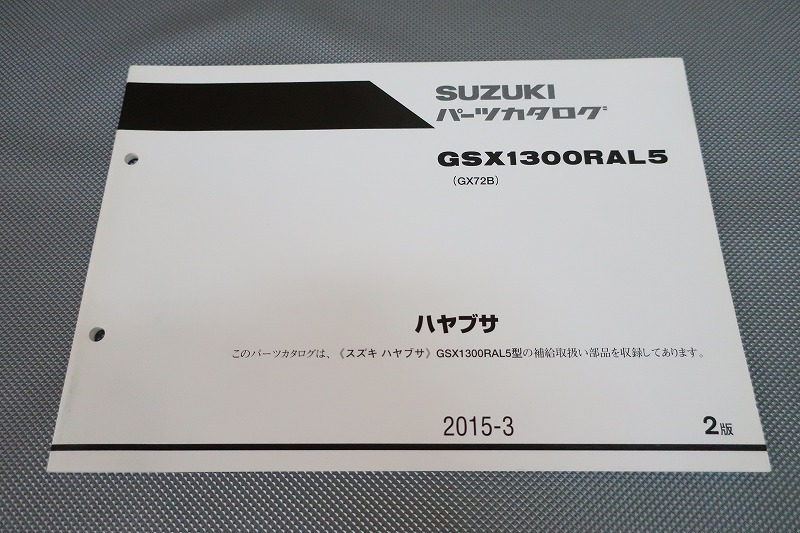 SUZUKI
パーツカタログ
GSX1300RAL5
(GX72B)
ハヤブサ
このパーツカタログは、《スズキ ハヤブサ》GSX1300RAL5型の補給取扱い部品を収録してあります。
2015-3
2版